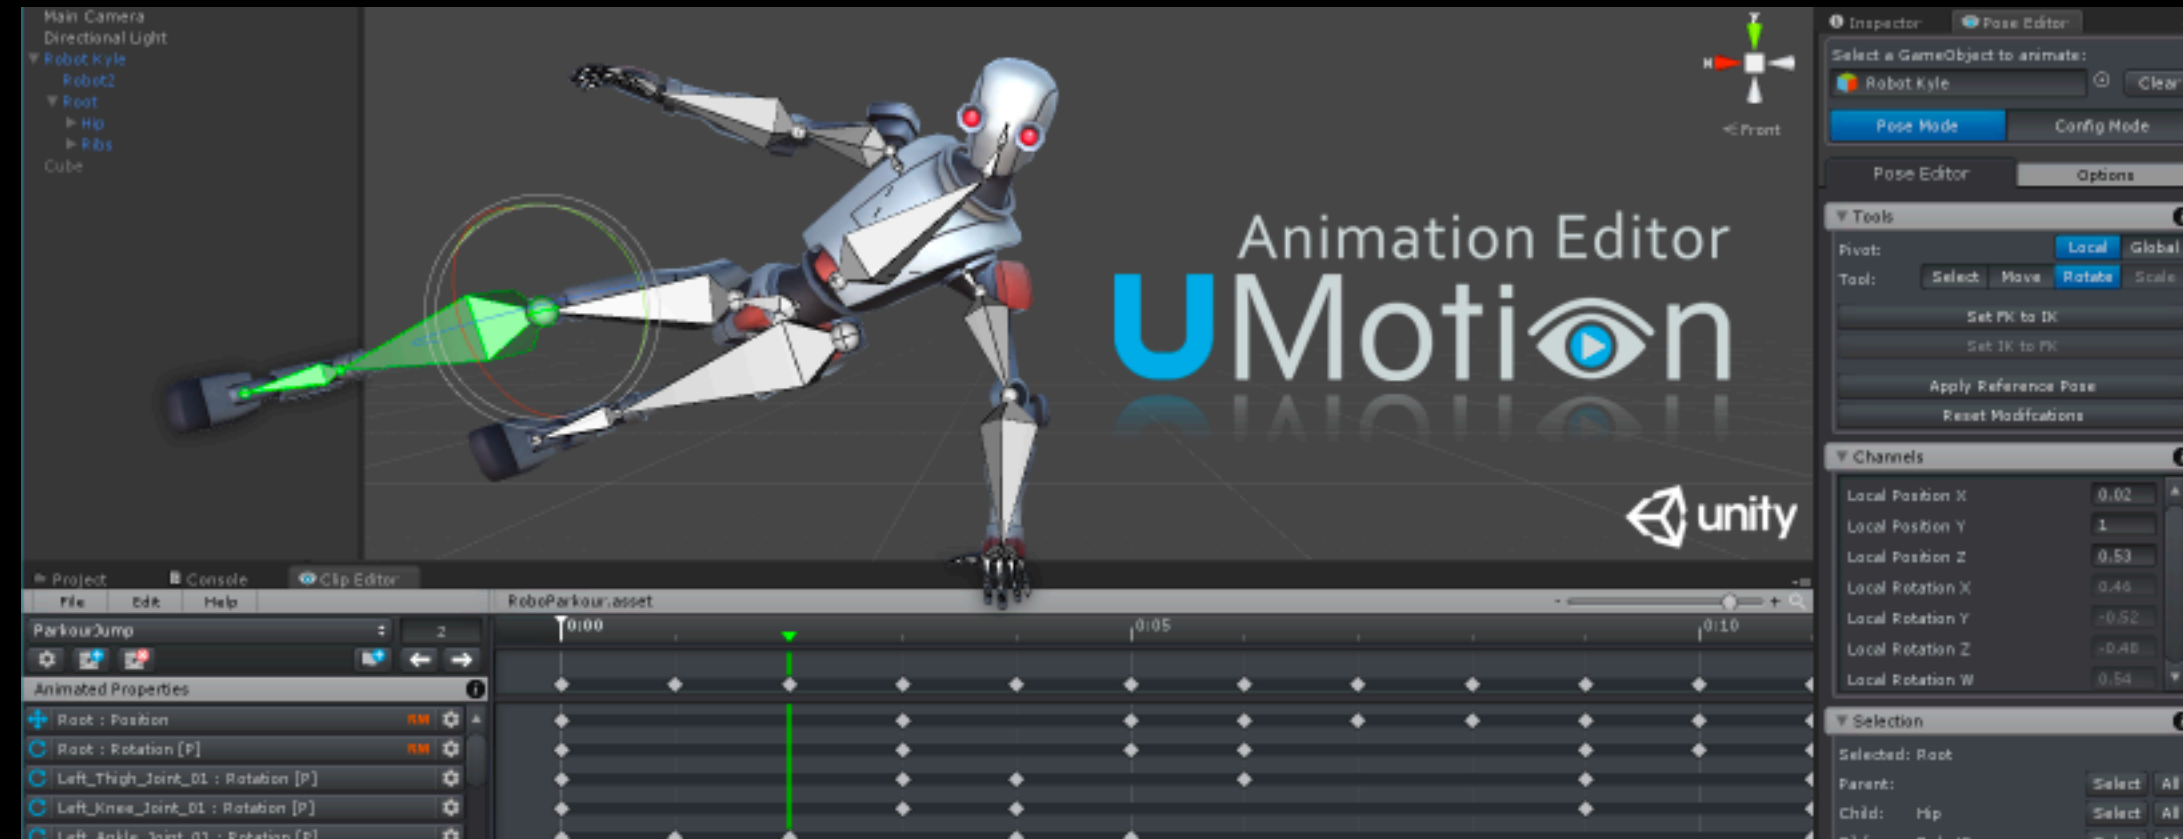 Main Camera
Directional Light
Robot Kyle
Robot2
Root
Hip
Ribs
Cube
Y
Front
Animation Editor
UMotion
unity
Inspector
Pose Editor
Select a GameObject to animate:
Robot Kyle
Clear
Pose Mode
Config Mode
Pose Editor
Options
Tools
Pivot: Local Global
Tool: Select Move Rotate Scale
Set FK to IK
Set IK to FK
Apply Reference Pose
Reset Modifcations
Channels
Local Position X 0.02
Local Position Y 1
Local Position Z 0.53
Local Rotation X 0.46
Local Rotation Y -0.52
Local Rotation Z -0.48
Local Rotation W 0.54
Selection
Selected: Root
Parent: Select All
Child: Hip Select All
Project
Console
Clip Editor
File Edit Help
RoboParkour.asset
ParkourJump
2
0:00
0:05
0:10
Animated Properties
Root : Position RM
Root : Rotation [P] RM
Left_Thigh_Joint_01 : Rotation [P]
Left_Knee_Joint_01 : Rotation [P]
Left_Ankle_Joint_01 : Rotation [P]